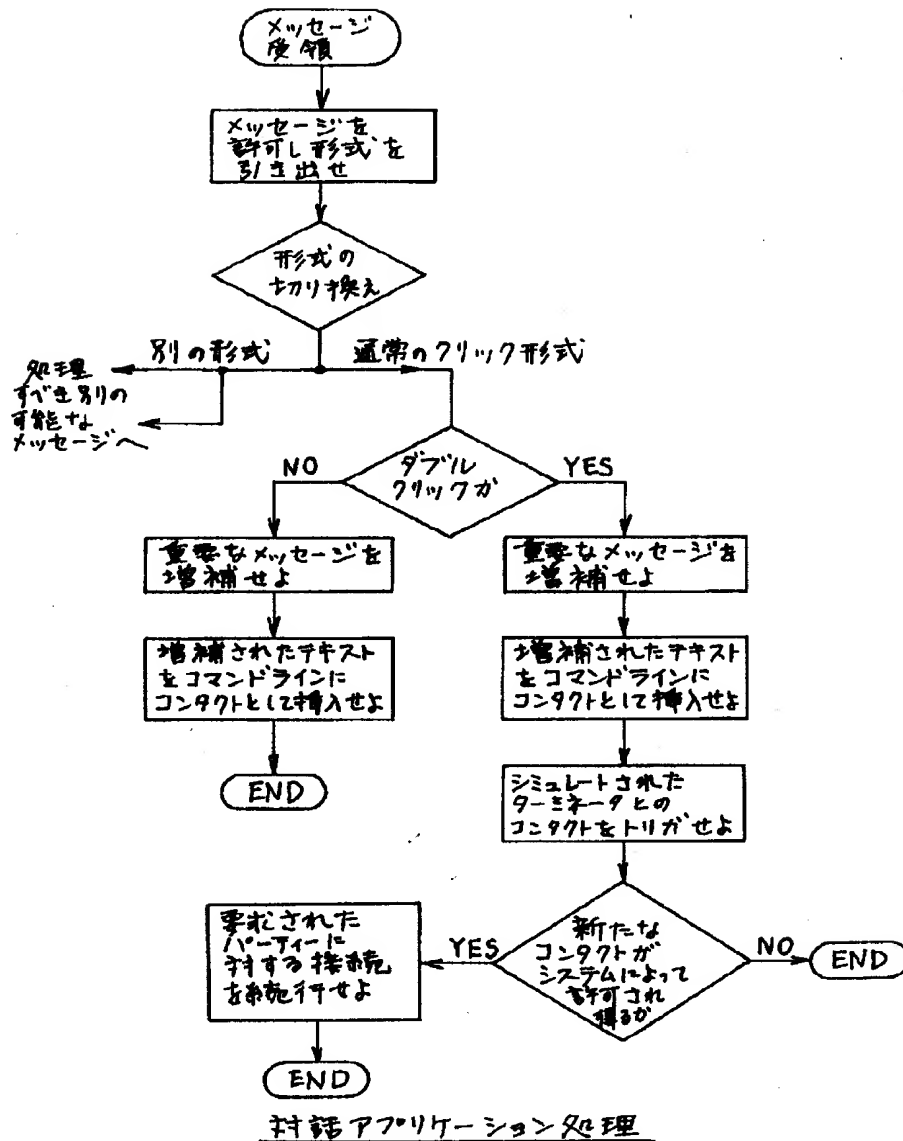 メッセージ
受領
メッセージを
許可し形式を
引き出せ
形式の
切り換え
別の形式
通常のクリック形式
処理
すべき別の
可能な
メッセージへ
NO
ダブル
クリックか
YES
重要なメッセージを
増補せよ
重要なメッセージを
増補せよ
増補されたテキスト
をコマンドラインに
コンタクトとして挿入せよ
増補されたテキスト
をコマンドラインに
コンタクトとして挿入せよ
END
シミュレートされた
ターミネータとの
コンタクトをトリガせよ
要求された
パーティーに
対する接続
を続行せよ
YES
新たな
コンタクトが
システムによって
許可され
得るか
NO
END
END
対話アプリケーション処理